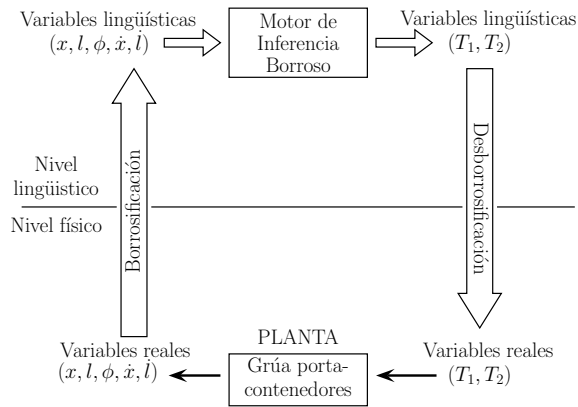 Variables lingüísticas
(x, l, ϕ, ẋ, l̇)
Motor de
Inferencia
Borroso
Variables lingüísticas
(T₁, T₂)
Borrosificación
Desborrosificación
Nivel
lingüistico
Nivel físico
Variables reales
(x, l, ϕ, ẋ, l̇)
PLANTA
Grúa porta-
contenedores
Variables reales
(T₁, T₂)